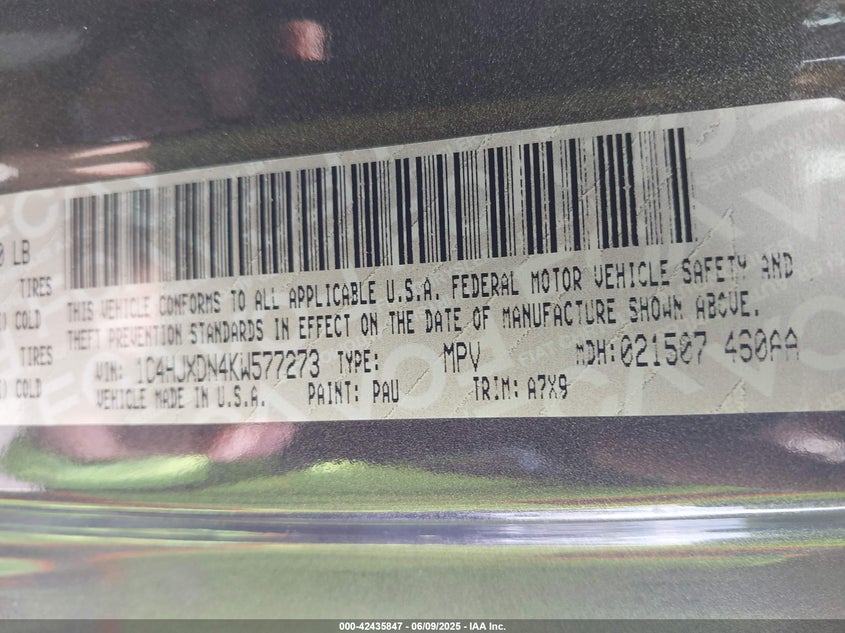 0 LB
TIRES
COLD
TIRES
COLD
THIS VEHICLE CONFORMS TO ALL APPLICABLE U.S.A. FEDERAL MOTOR VEHICLE SAFETY AND
THEFT PREVENTION STANDARDS IN EFFECT ON THE DATE OF MANUFACTURE SHOWN ABOVE.
VIN: 1C4HJXDN4KW577273 TYPE: MPV MDH:021507
VEHICLE MADE IN U.S.A. PAINT: PAU TRIM: A7X9
000-42435847 - 06/09/2025 - IAA Inc.